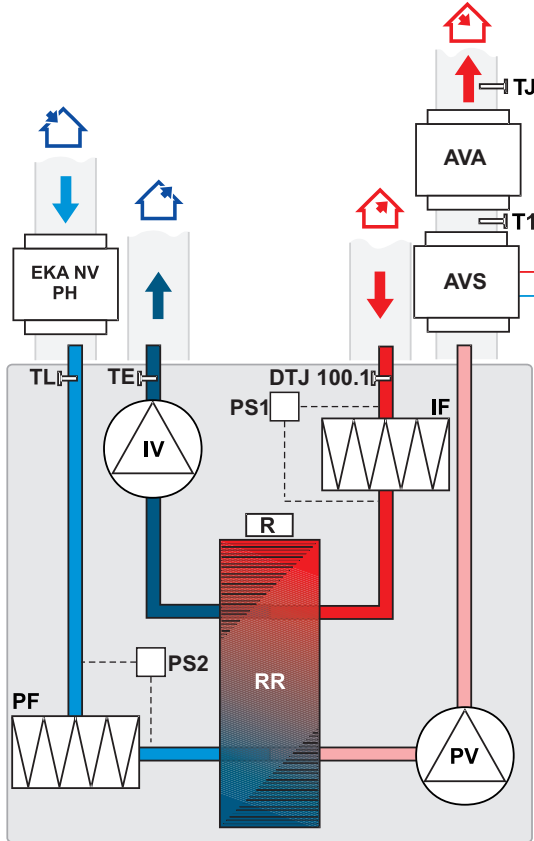 TJ
AVA
T1
EKA NV
PH
AVS
TL
TE
DTJ 100.1
PS1
IF
IV
R
PS2
RR
PF
PV